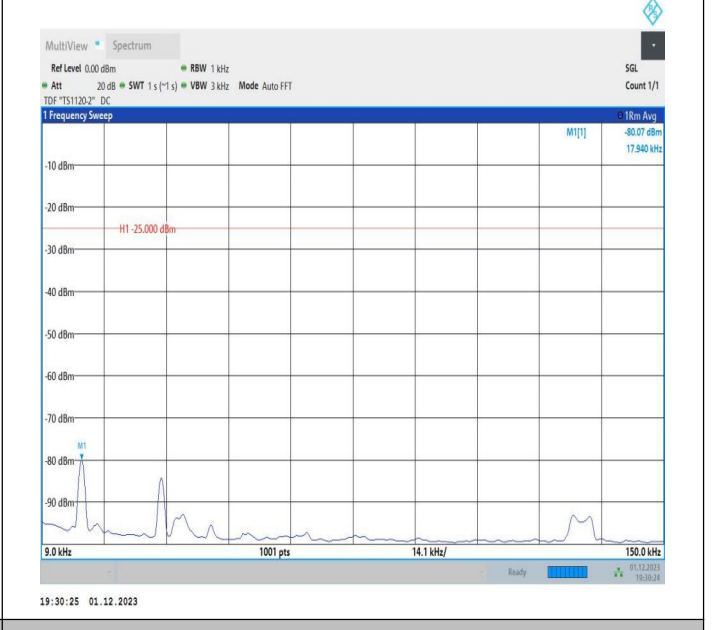 MultiView Spectrum
Ref Level 0.00 dBm RBW 1 kHz SGL
Att 20 dB SWT 1 s (~1 s) VBW 3 kHz Mode Auto FFT Count 1/1
TDF "TS1120-2" DC
1 Frequency Sweep 1Rm Avg
M1[1] -80.07 dBm
17.940 kHz
-10 dBm
-20 dBm
H1 -25.000 dBm
-30 dBm
-40 dBm
-50 dBm
-60 dBm
-70 dBm
M1
-80 dBm
-90 dBm
9.0 kHz 1001 pts 14.1 kHz/ 150.0 kHz
Ready 01.12.2023
19:30:24
19:30:25 01.12.2023